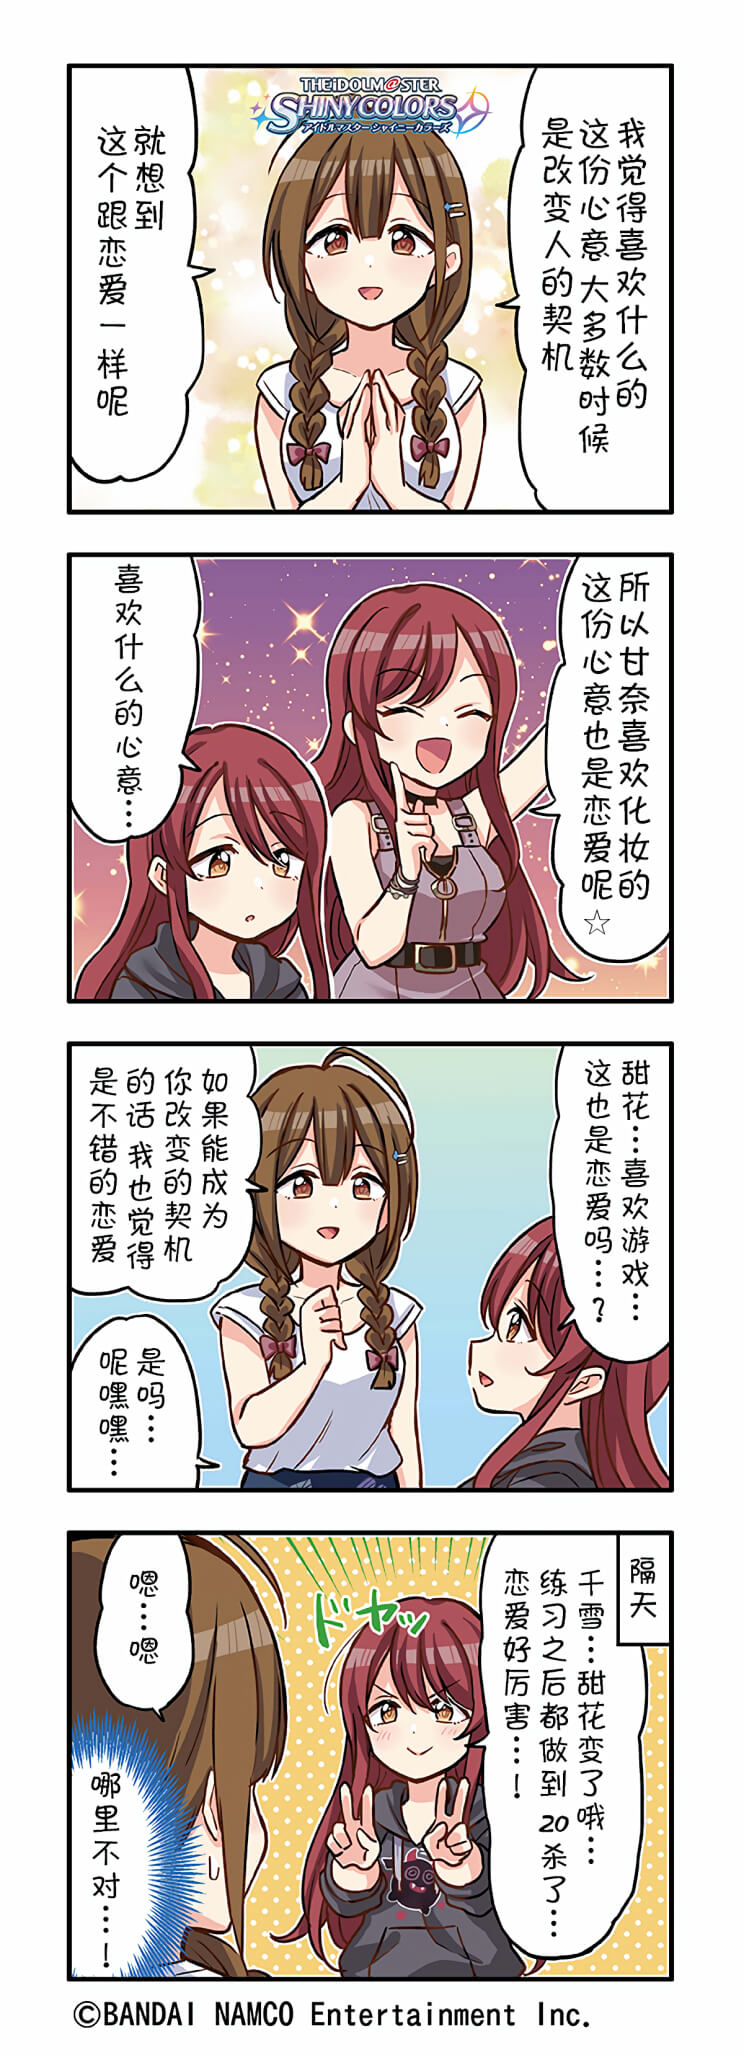 THE iDOLM@STER
SHINY COLORS
アイドルマスター シャイニーカラーズ
我觉得喜欢什么的
这份心意大多数时候
是改变人的契机
就想到
这个跟恋爱一样呢
所以甘奈喜欢化妆的
这份心意也是恋爱呢
☆
喜欢什么的心意…
甜花…喜欢游戏…
这也是恋爱吗…?
如果能成为
你改变的契机
的话我也觉得
是不错的恋爱
是吗…
呢嘿嘿…
隔天
千雪…甜花变了哦…
练习之后都做到20杀了…
恋爱好厉害…!
ドヤッ
嗯…嗯
哪里不对…!
©BANDAI NAMCO Entertainment Inc.